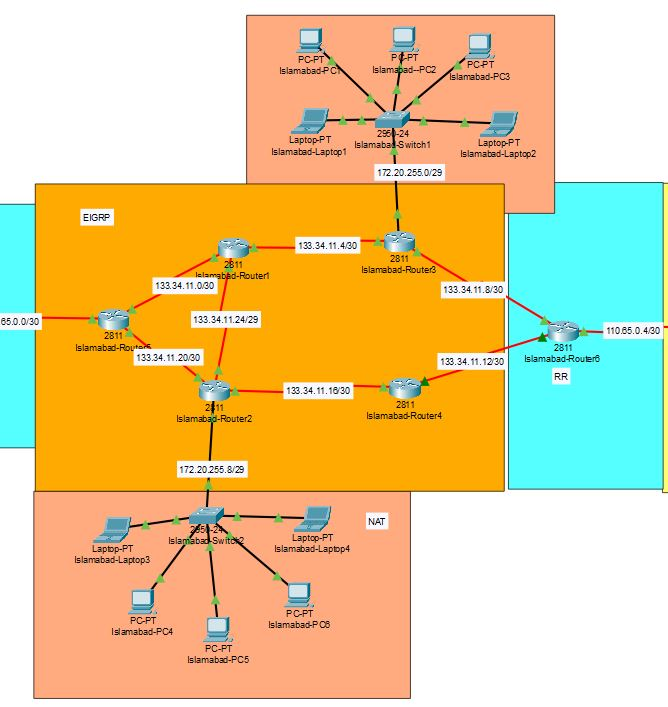 PC-PT
Islamabad-PC1
PC-PT
Islamabad--PC2
PC-PT
Islamabad-PC3
Laptop-PT
Islamabad-Laptop1
2950-24
Islamabad-Switch1
Laptop-PT
Islamabad-Laptop2
172.20.255.0/29
EIGRP
2811
Islamabad-Router1
133.34.11.4/30
2811
Islamabad-Router3
133.34.11.0/30
133.34.11.8/30
65.0.0/30
2811
Islamabad-Router5
133.34.11.24/29
110.65.0.4/30
2811
Islamabad-Router6
RR
133.34.11.20/30
133.34.11.12/30
2811
Islamabad-Router2
133.34.11.16/30
2811
Islamabad-Router4
172.20.255.8/29
NAT
2950-24
Islamabad-Switch2
Laptop-PT
Islamabad-Laptop3
Laptop-PT
Islamabad-Laptop4
PC-PT
Islamabad-PC4
PC-PT
Islamabad-PC5
PC-PT
Islamabad-PC6